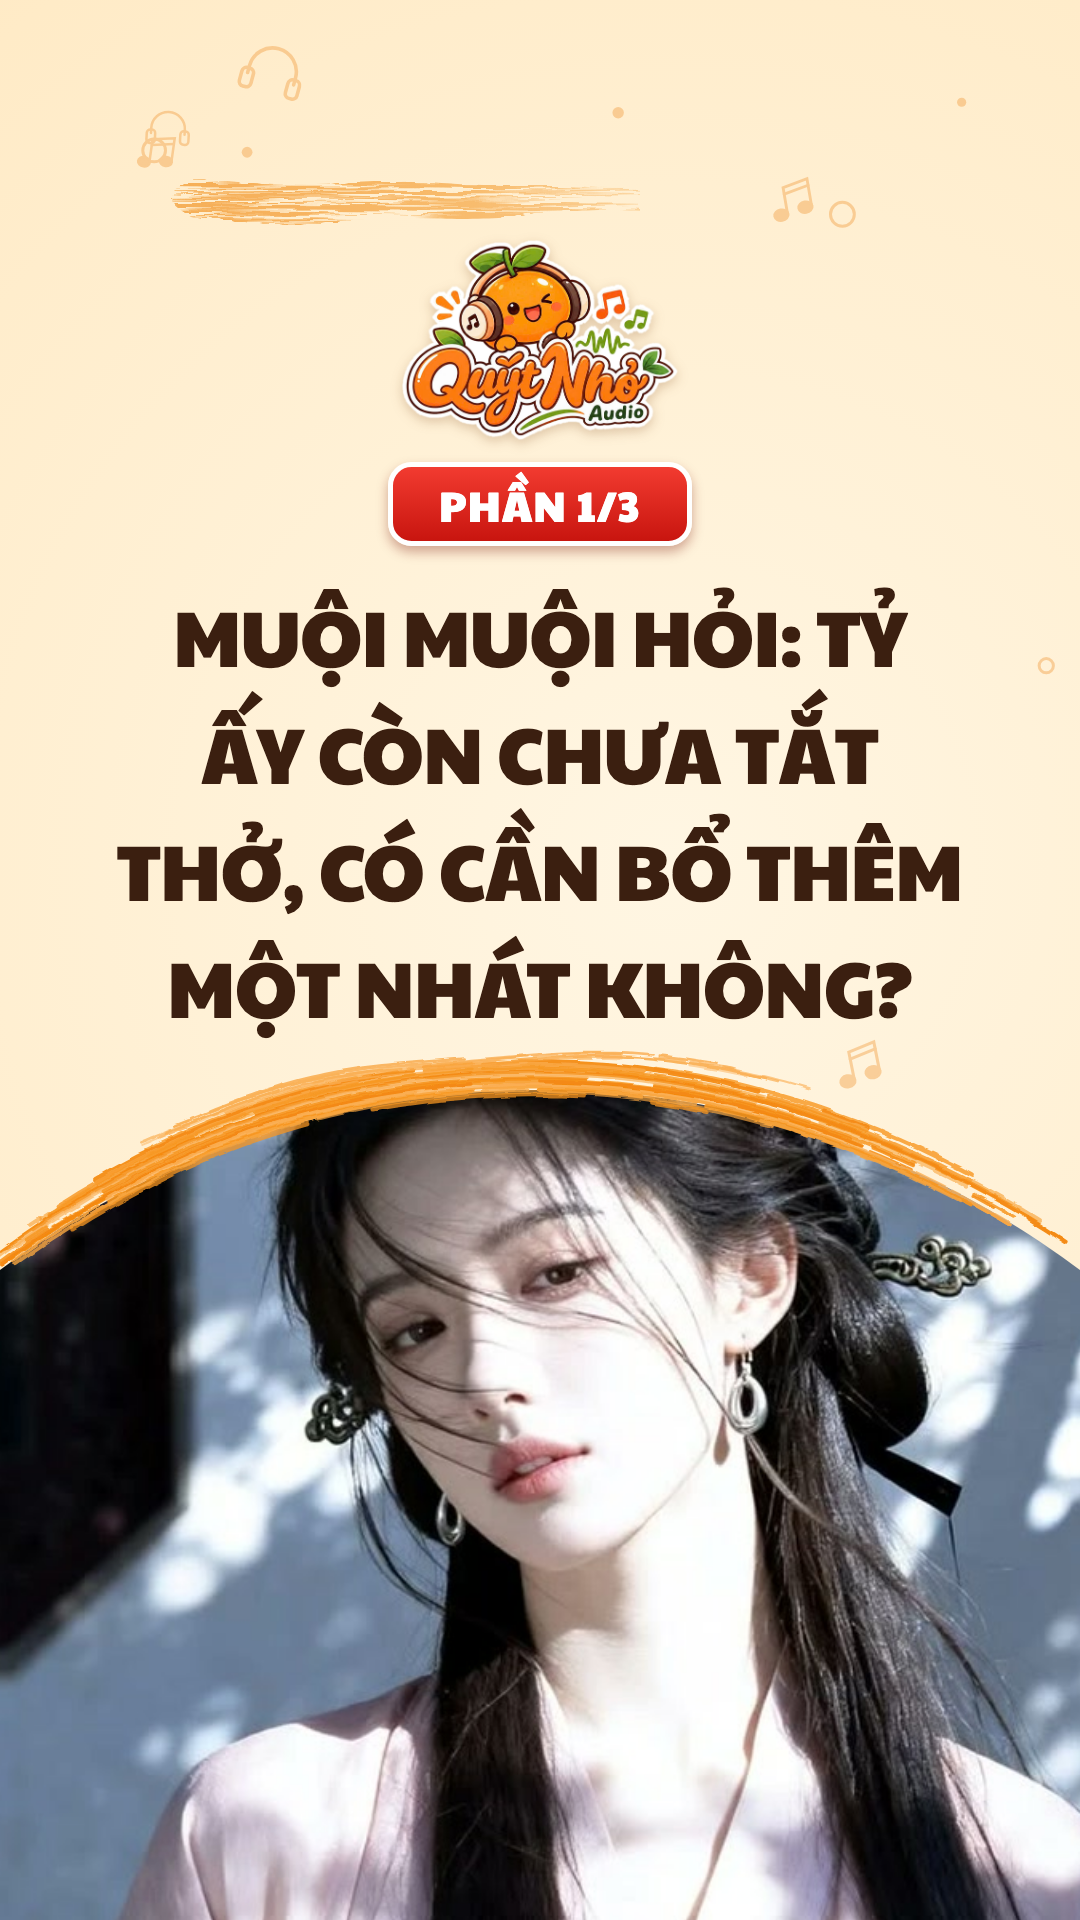 Quýt Nhỏ
Audio
PHẦN 1/3
MUỘI MUỘI HỎI: TỶ
ẤY CÒN CHƯA TẮT
THỞ, CÓ CẦN BỔ THÊM
MỘT NHÁT KHÔNG?